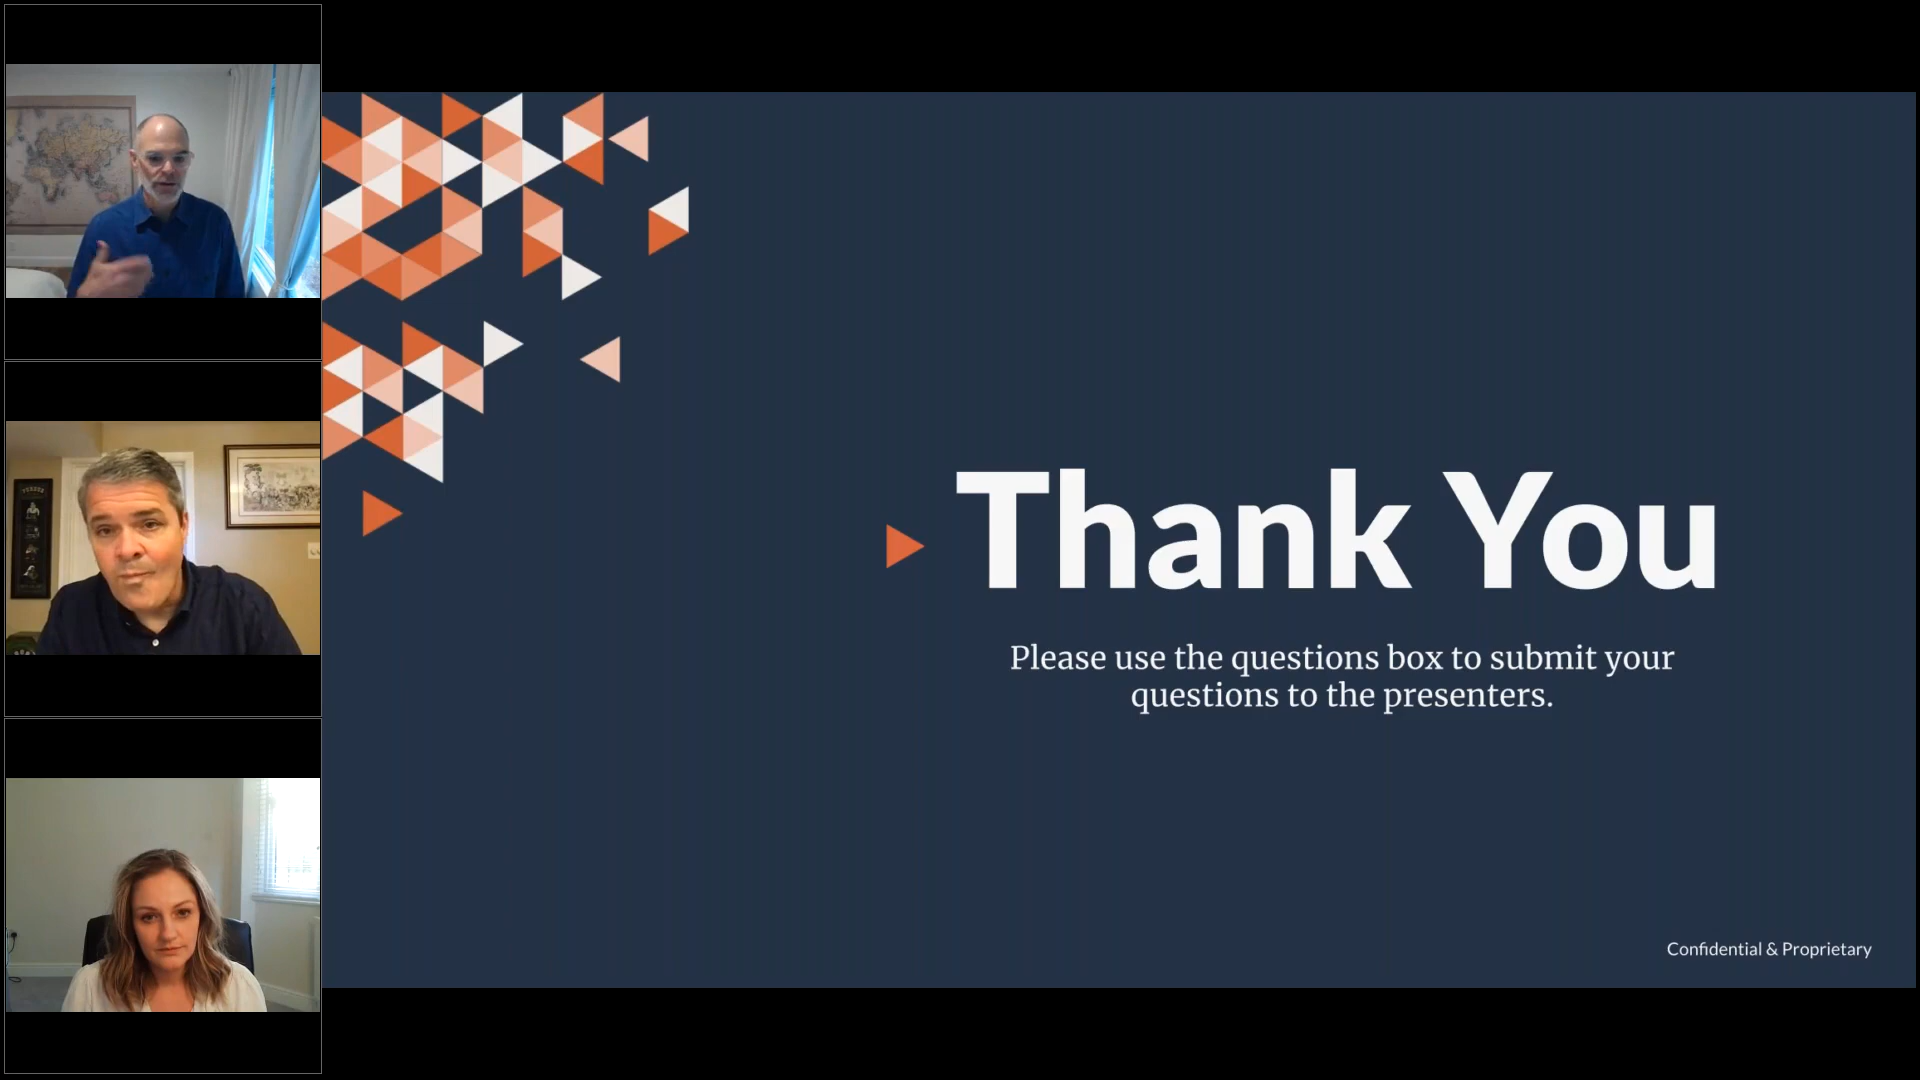 Thank You
Please use the questions box to submit your
questions to the presenters.
Confidential & Proprietary